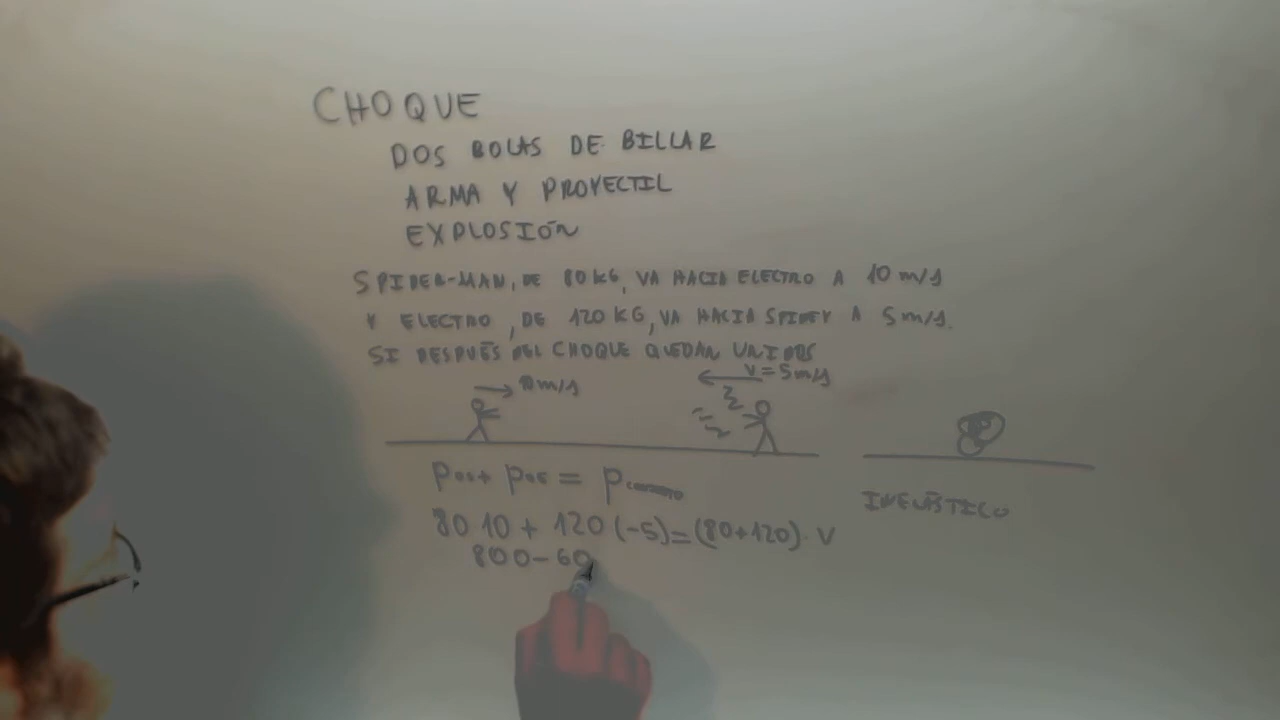 CHOQUE
DOS BOLAS DE BILLAR
ARMA Y PROYECTIL
EXPLOSIÓN
SPIDER-MAN, DE 80 KG, VA HACIA ELECTRO A 10 m/s
Y ELECTRO, DE 120 KG, VA HACIA SPIDEY A 5 m/s.
SI DESPUÉS DEL CHOQUE QUEDAN UNIDOS
10 m/s
V = 5 m/s
P0S + P0E = P
INELÁSTICO
80 10 + 120 (-5) = (80+120) · V
800 - 60